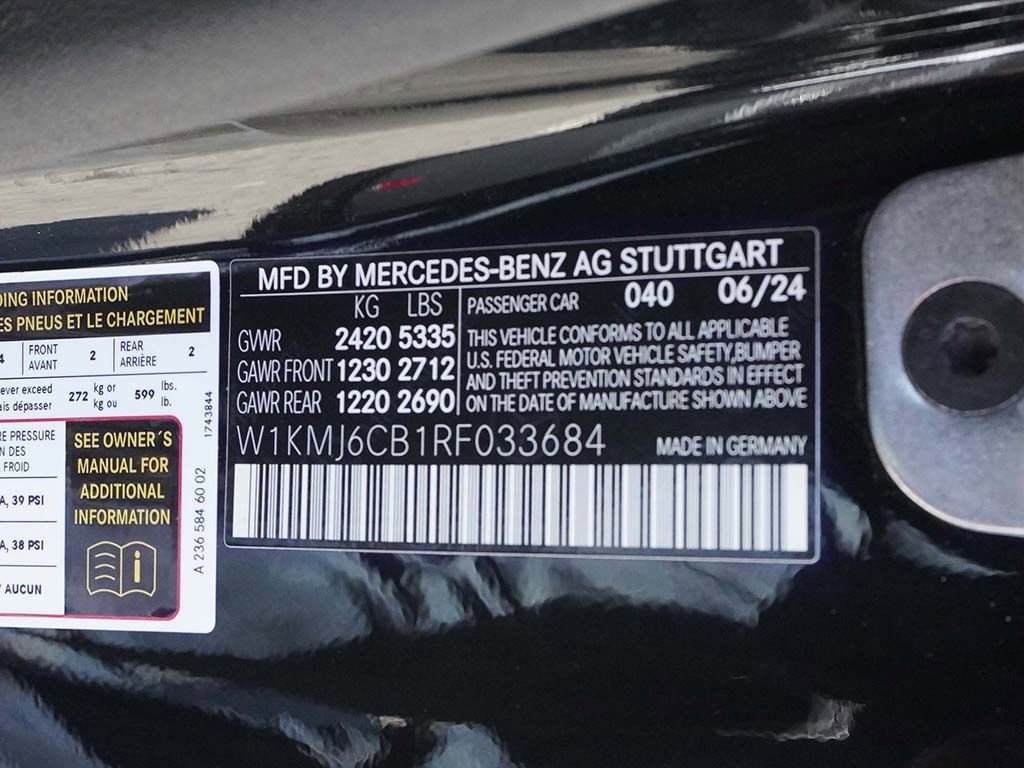 DING INFORMATION
ES PNEUS ET LE CHARGEMENT
4 FRONT AVANT 2 REAR ARRIÈRE 2
ever exceed 272 kg or 599 lbs.
ais dépasser kg ou lb.
RE PRESSURE
N DES
FROID
A, 39 PSI
A, 38 PSI
/ AUCUN
SEE OWNER´S
MANUAL FOR
ADDITIONAL
INFORMATION
1743844
A 236 584 60 02
MFD BY MERCEDES-BENZ AG STUTTGART
KG LBS
GVWR 2420 5335
GAWR FRONT 1230 2712
GAWR REAR 1220 2690
PASSENGER CAR 040 06/24
THIS VEHICLE CONFORMS TO ALL APPLICABLE
U.S. FEDERAL MOTOR VEHICLE SAFETY,BUMPER
AND THEFT PREVENTION STANDARDS IN EFFECT
ON THE DATE OF MANUFACTURE SHOWN ABOVE
W1KMJ6CB1RF033684
MADE IN GERMANY